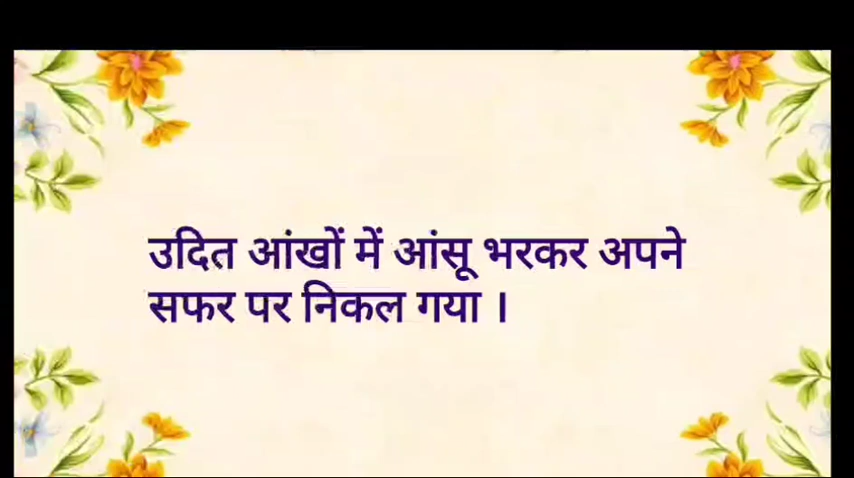 उदित आंखों में आंसू भरकर अपने
सफर पर निकल गया ।